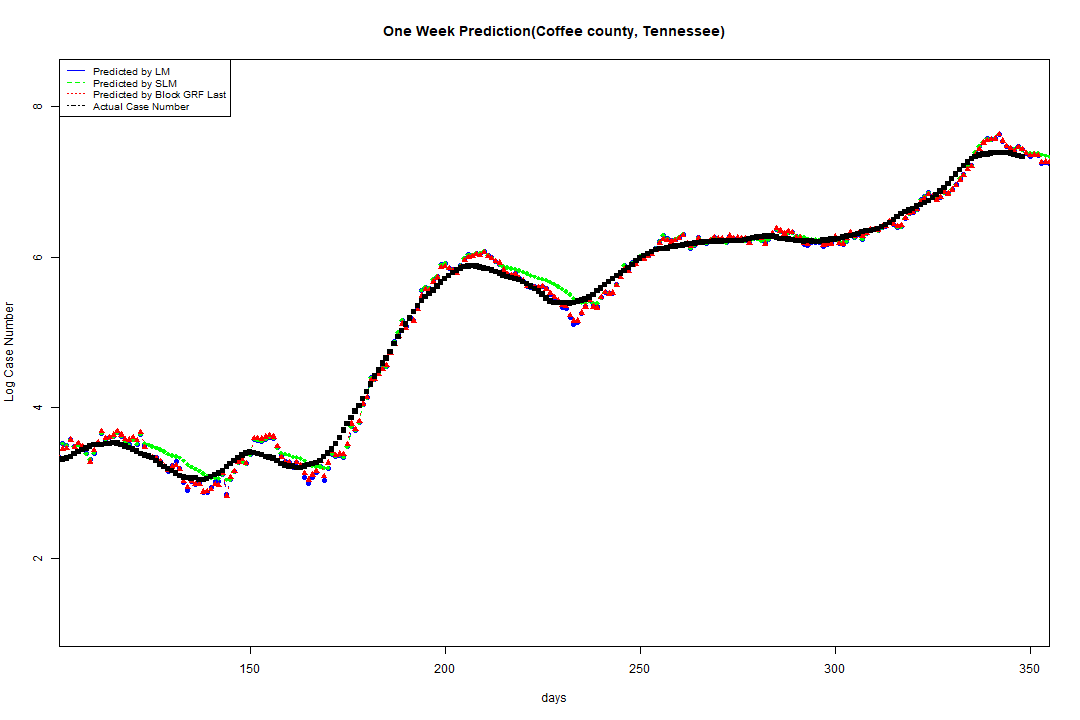 One Week Prediction(Coffee county, Tennessee)
Predicted by LM
Predicted by SLM
Predicted by Block GRF Last
Actual Case Number
8
6
4
2
Log Case Number
150 200 250 300 350
days